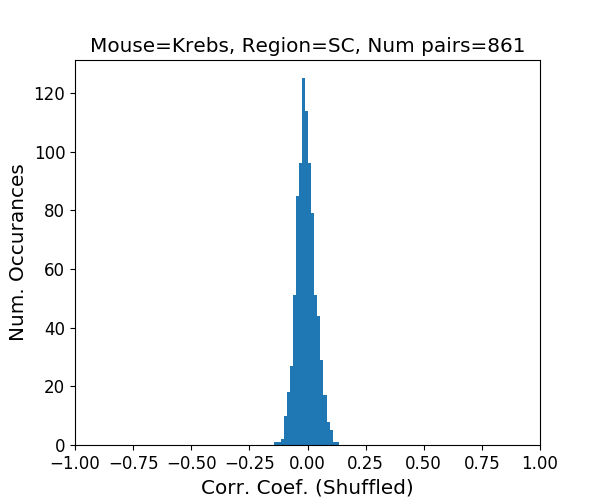 Mouse=Krebs, Region=SC, Num pairs=861
120
100
80
60
40
20
0
Num. Occurances
−1.00 −0.75 −0.50 −0.25 0.00 0.25 0.50 0.75 1.00
Corr. Coef. (Shuffled)